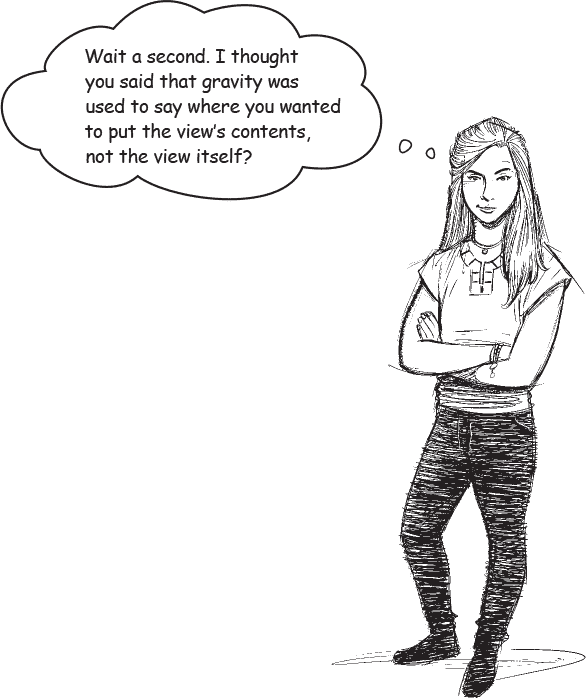 Wait a second. I thought
you said that gravity was
used to say where you wanted
to put the view’s contents,
not the view itself?